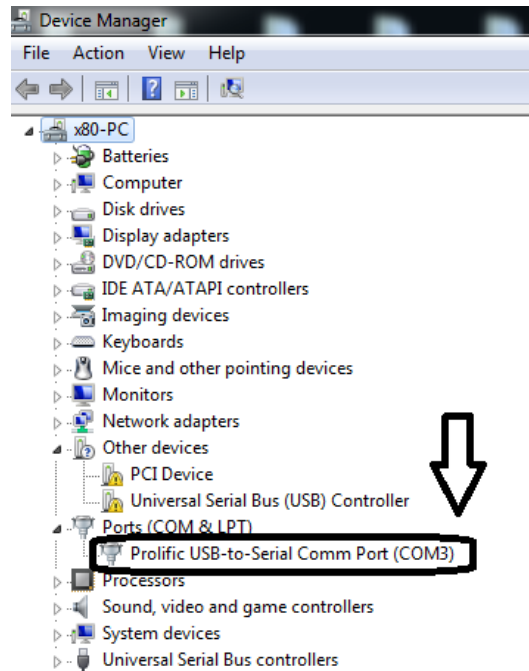 Device Manager
File Action View Help
x80-PC
Batteries
Computer
Disk drives
Display adapters
DVD/CD-ROM drives
IDE ATA/ATAPI controllers
Imaging devices
Keyboards
Mice and other pointing devices
Monitors
Network adapters
Other devices
PCI Device
Universal Serial Bus (USB) Controller
Ports (COM & LPT)
Prolific USB-to-Serial Comm Port (COM3)
Processors
Sound, video and game controllers
System devices
Universal Serial Bus controllers